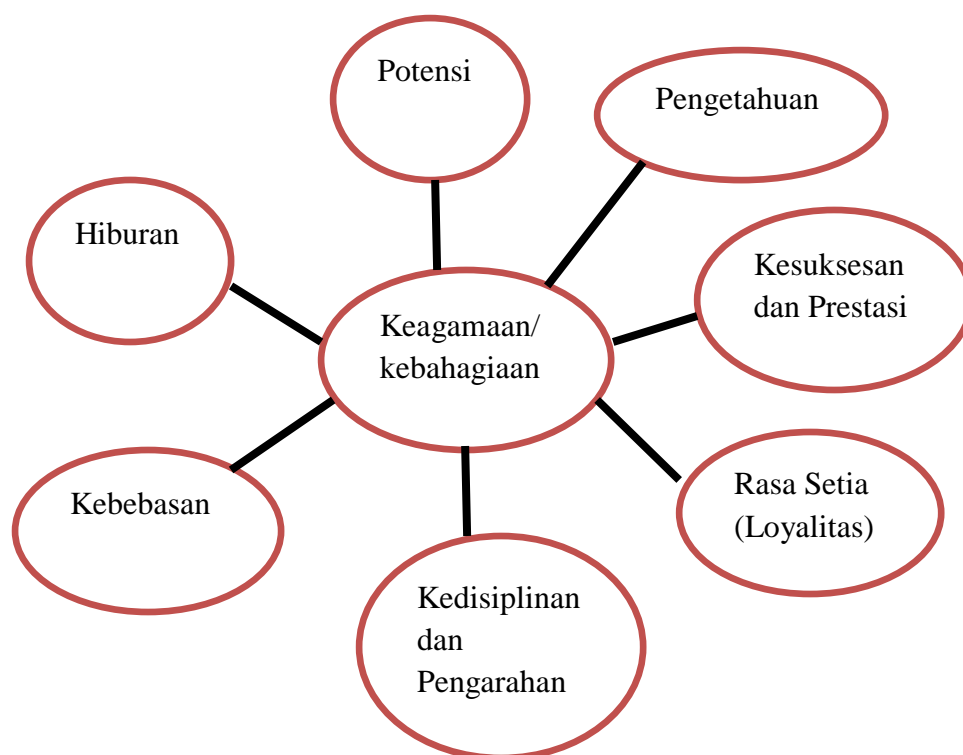 Potensi
Pengetahuan
Hiburan
Kesuksesan
dan Prestasi
Keagamaan/
kebahagiaan
Rasa Setia
(Loyalitas)
Kebebasan
Kedisiplinan
dan
Pengarahan